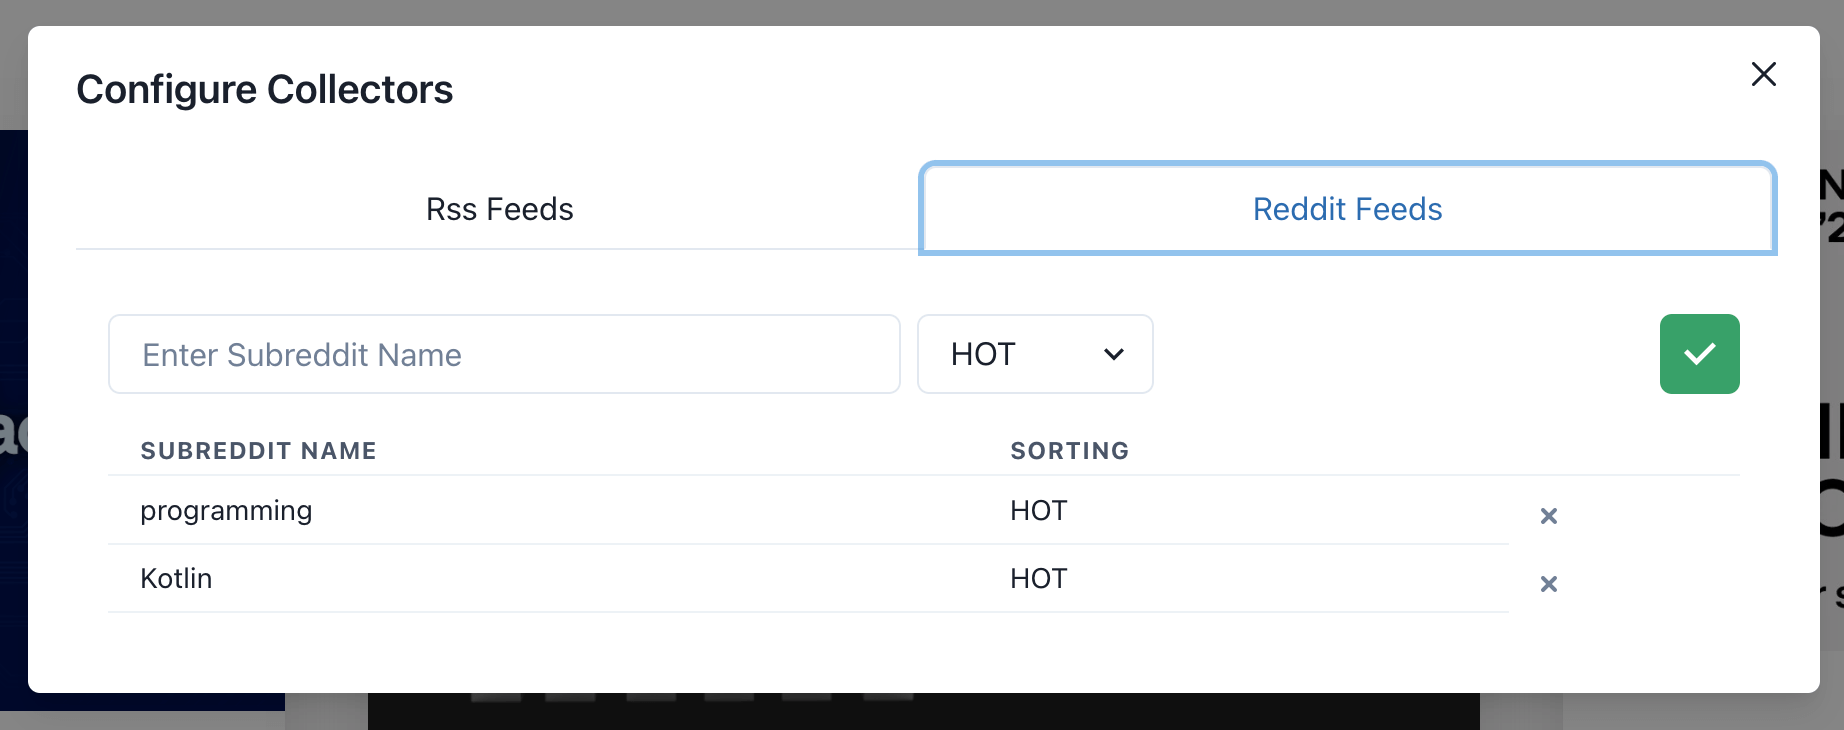 Configure Collectors
Rss Feeds
Reddit Feeds
Enter Subreddit Name
HOT
SUBREDDIT NAME SORTING
programming HOT
Kotlin HOT